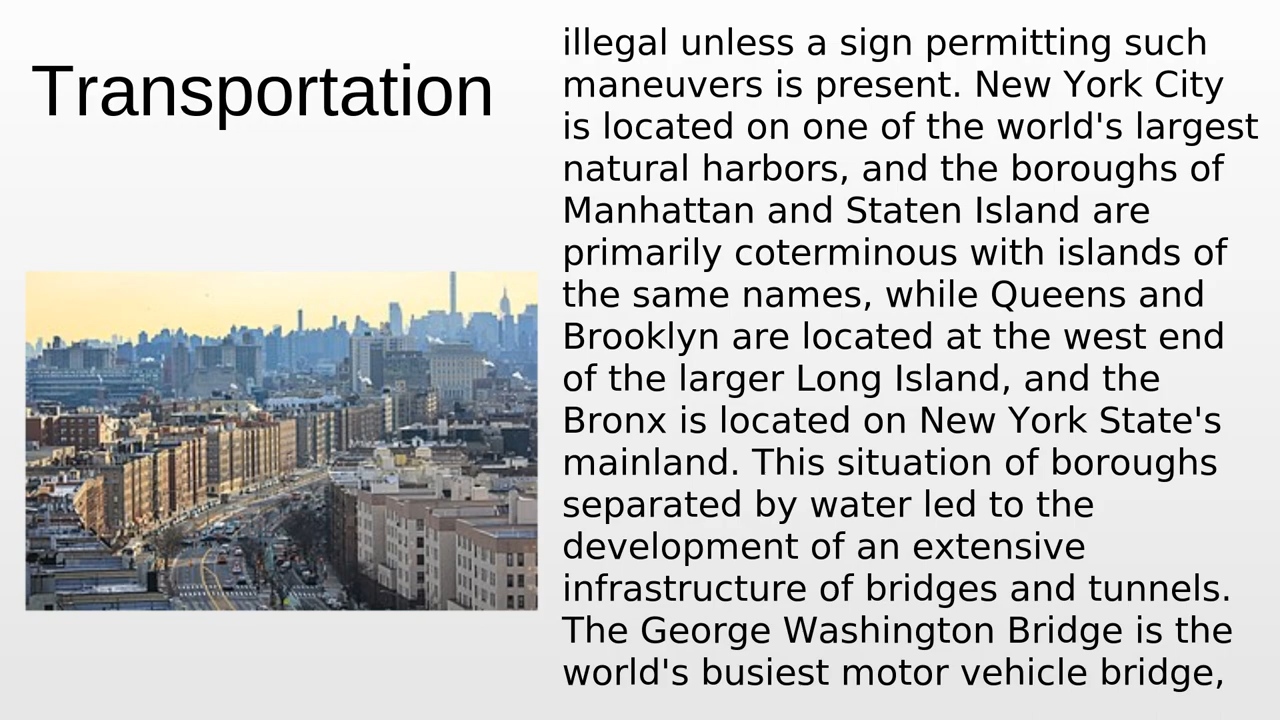 Transportation
illegal unless a sign permitting such
maneuvers is present. New York City
is located on one of the world's largest
natural harbors, and the boroughs of
Manhattan and Staten Island are
primarily coterminous with islands of
the same names, while Queens and
Brooklyn are located at the west end
of the larger Long Island, and the
Bronx is located on New York State's
mainland. This situation of boroughs
separated by water led to the
development of an extensive
infrastructure of bridges and tunnels.
The George Washington Bridge is the
world's busiest motor vehicle bridge,